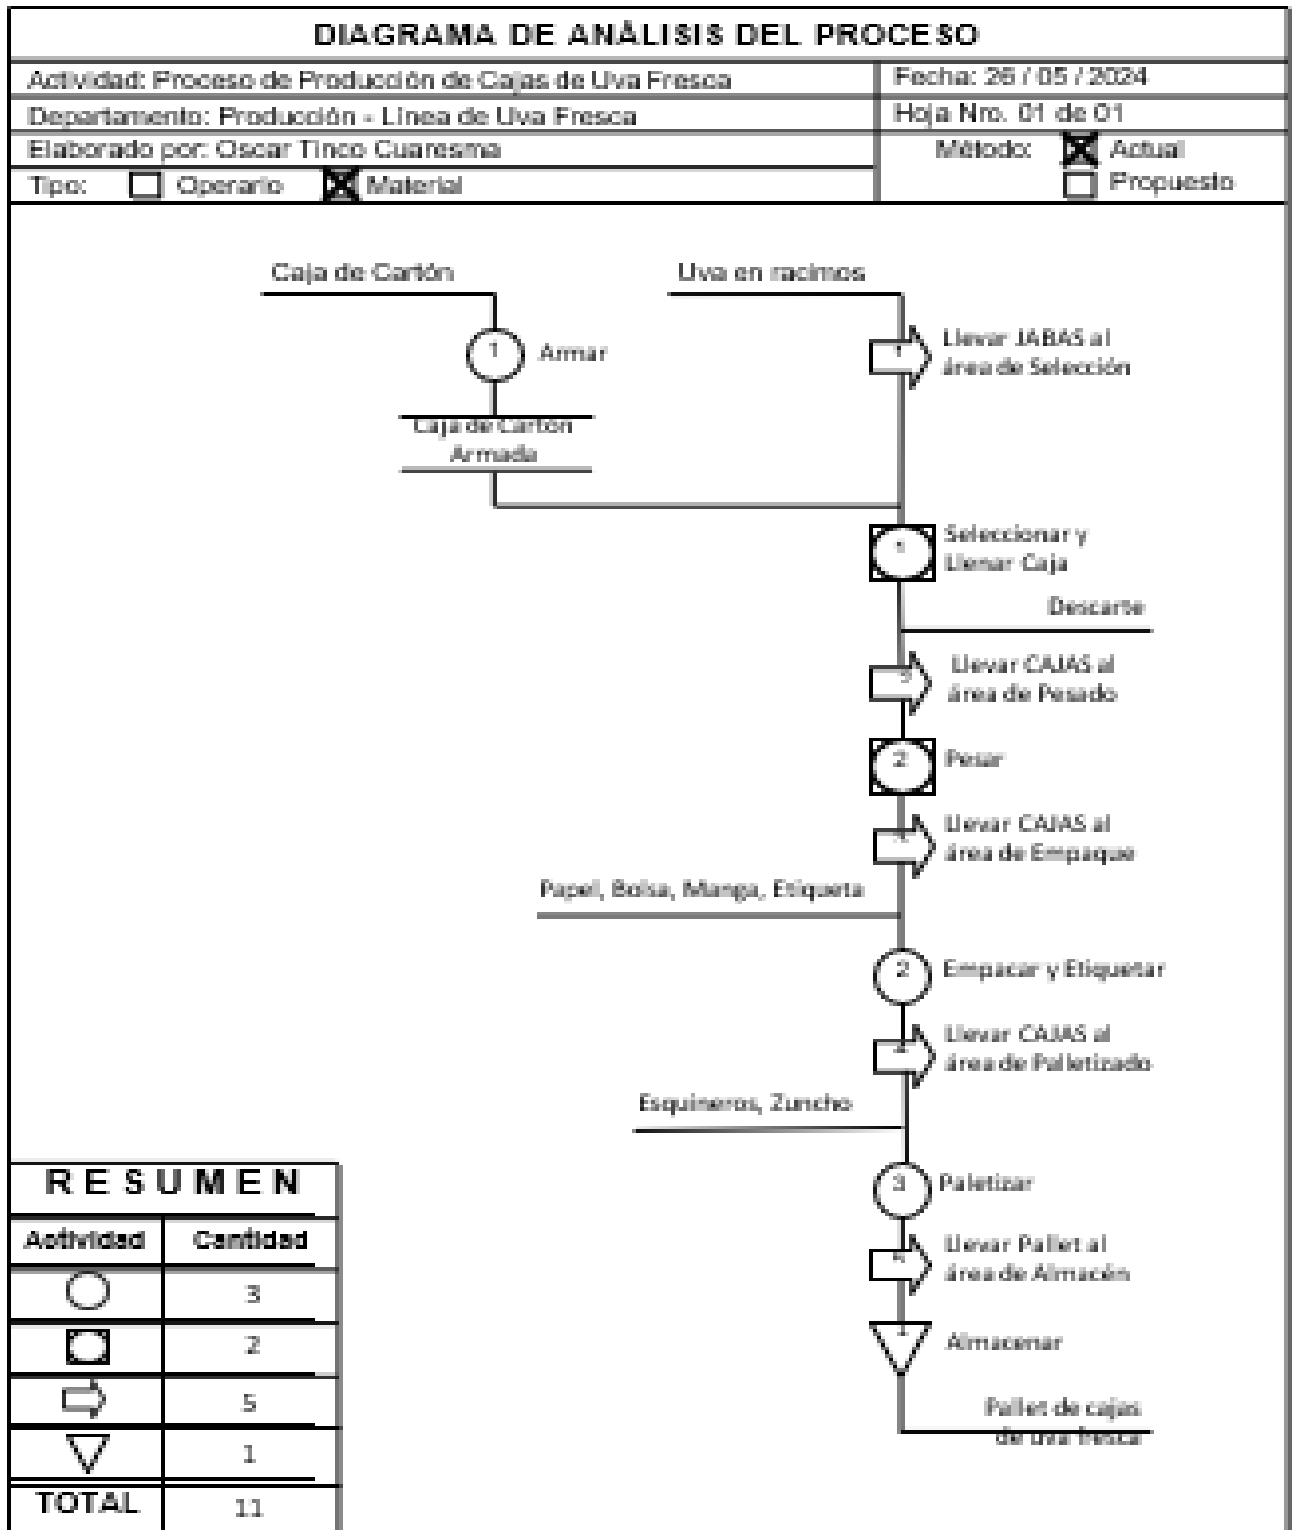 DIAGRAMA DE ANÁLISIS DEL PROCESO
Actividad: Proceso de Producción de Cajas de Uva Fresca
Fecha: 26 / 05 / 2024
Departamento: Producción - Línea de Uva Fresca
Hoja Nro. 01 de 01
Elaborado por: Oscar Tinco Cuaresma
Método: Actual
Tipo: Operario Material
Propuesto
Caja de Cartón
Uva en racimos
1 Armar
1 Llevar JABAS al
área de Selección
Caja de Cartón
Armada
1 Seleccionar y
Llenar Caja
Descarte
Llevar CAJAS al
área de Pesado
2 Pesar
Llevar CAJAS al
área de Empaque
Papel, Bolsa, Manga, Etiqueta
2 Empacar y Etiquetar
Llevar CAJAS al
área de Palletizado
Esquineros, Zuncho
3 Paletizar
Llevar Pallet al
área de Almacén
Almacenar
Pallet de cajas
de uva fresca
RESUMEN
Actividad Cantidad
3
2
5
1
TOTAL 11